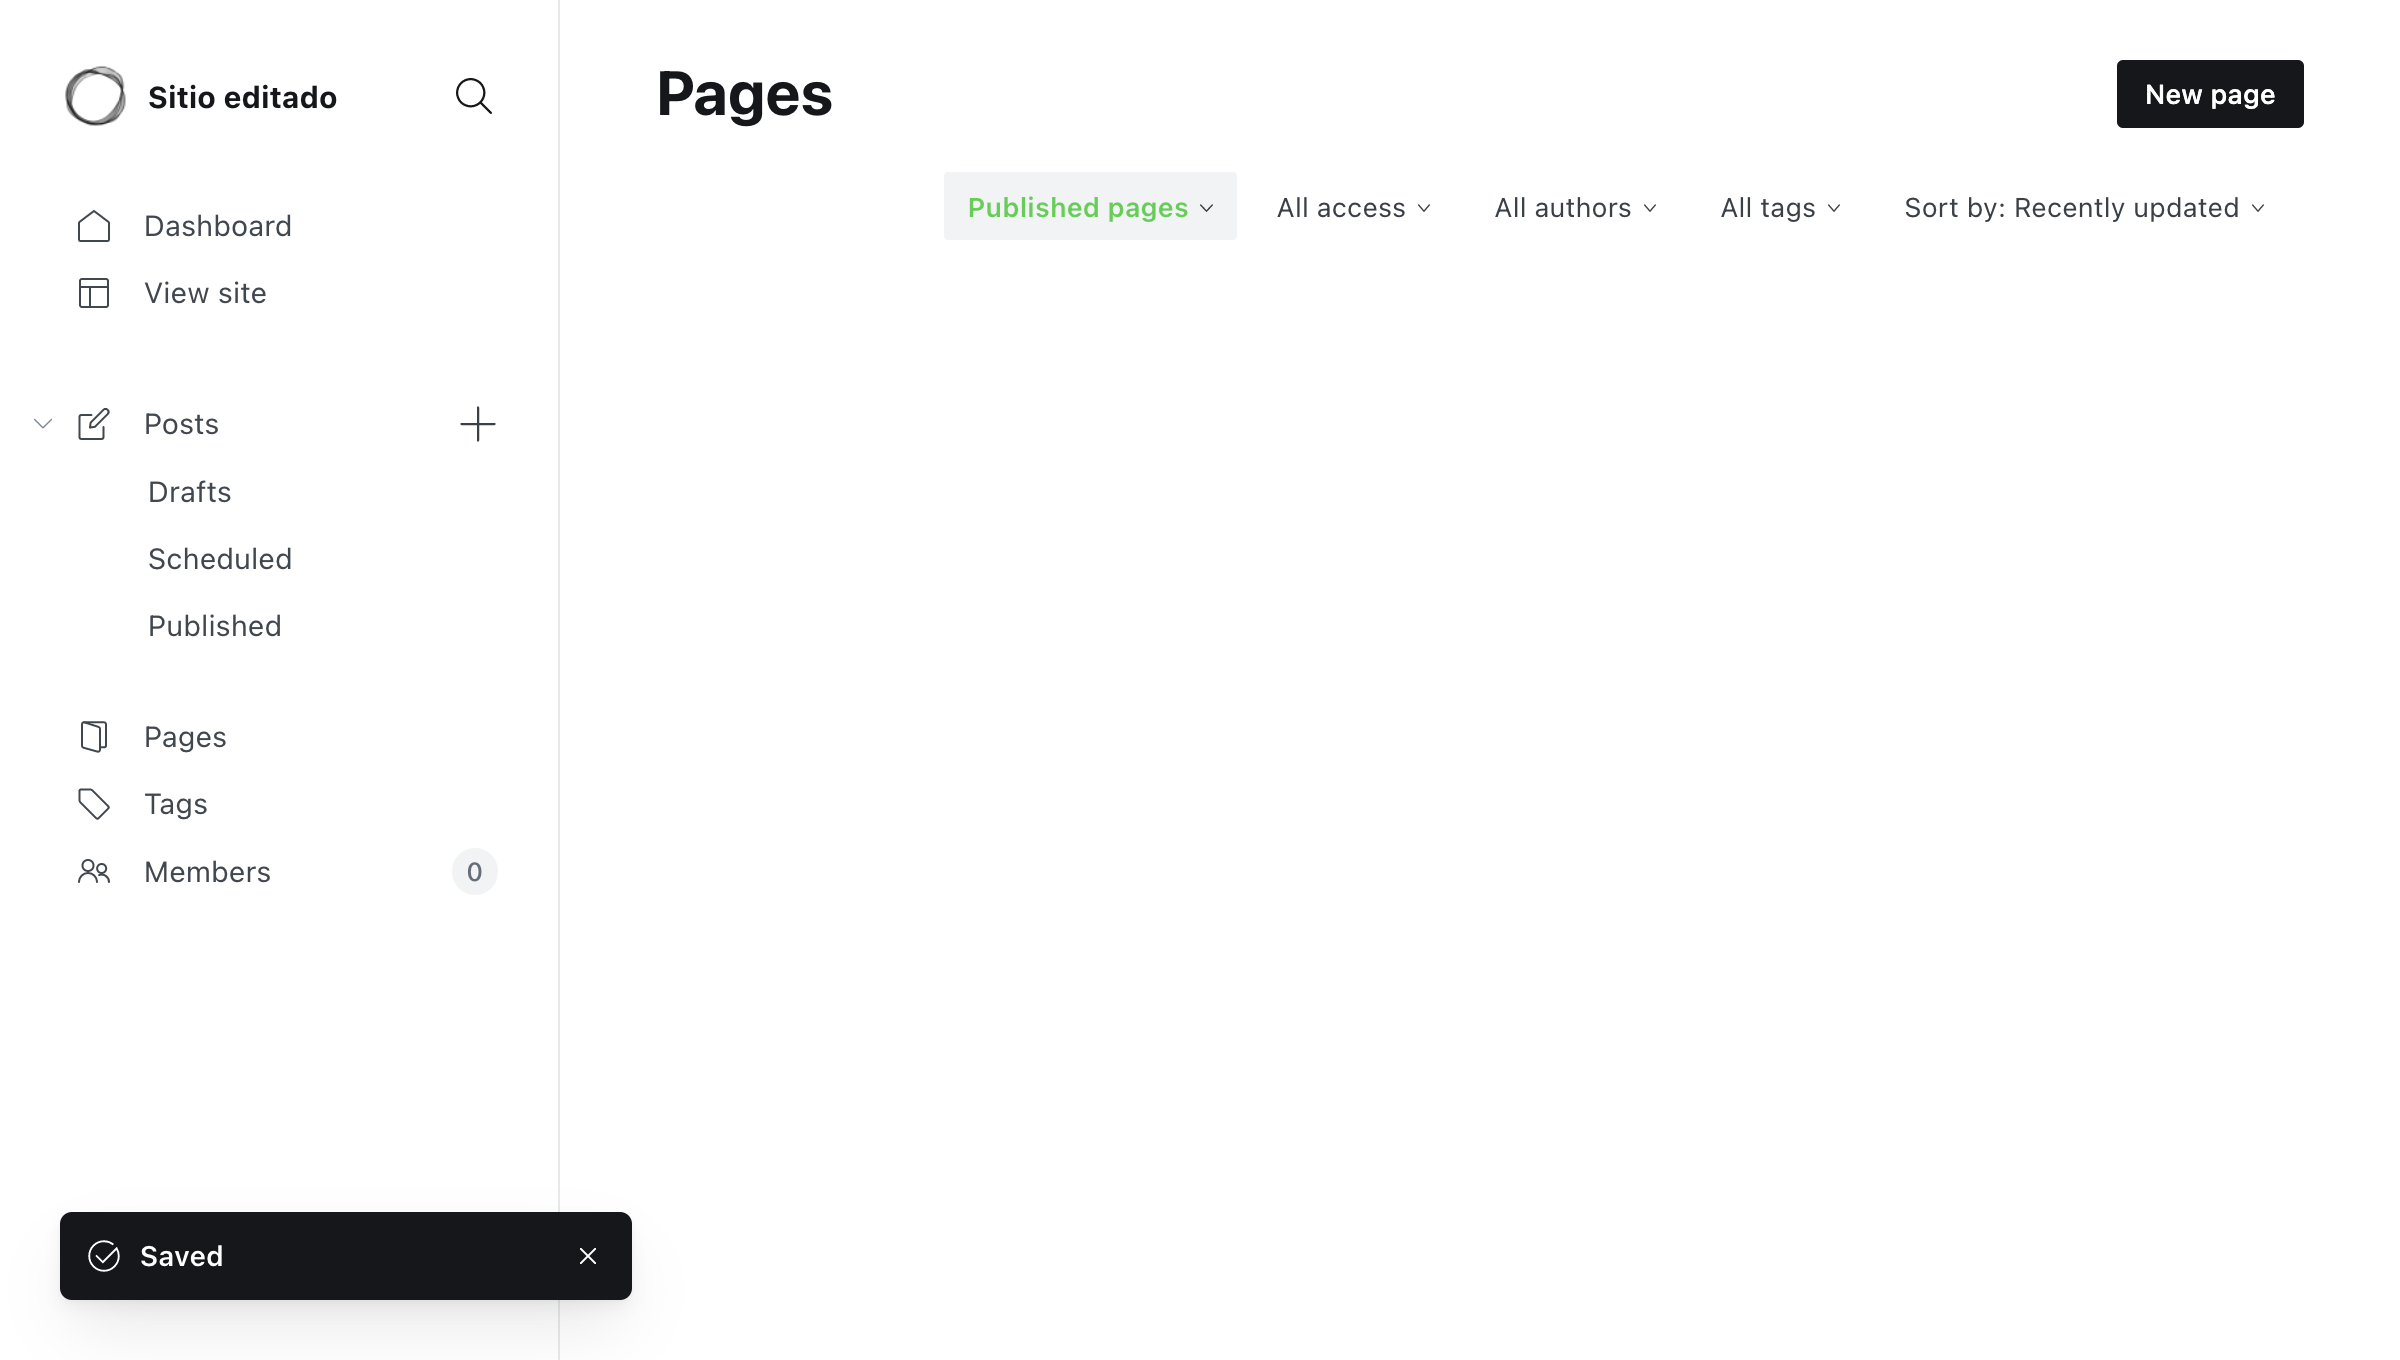 Sitio editado
Dashboard
View site
Posts
Drafts
Scheduled
Published
Pages
Tags
Members 0
Saved
Pages
New page
Published pages All access All authors All tags Sort by: Recently updated